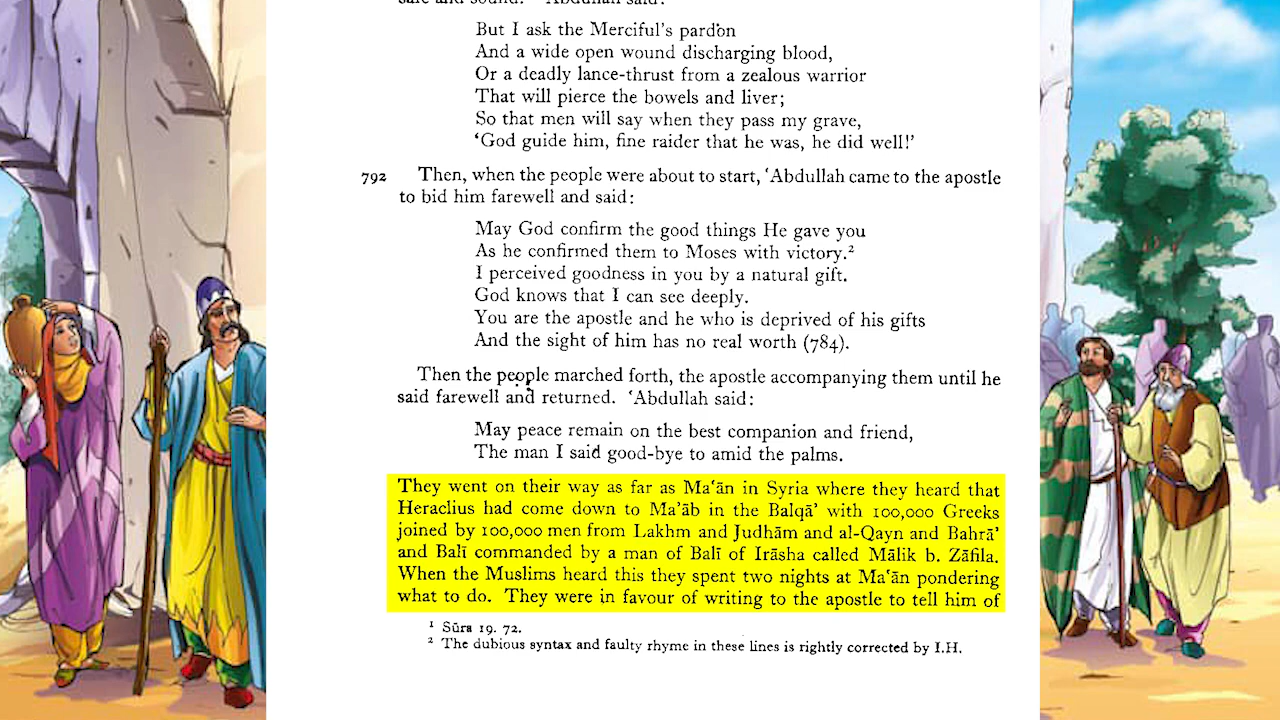 safe and sound. 'Abdullah said:
But I ask the Merciful's pardon
And a wide open wound discharging blood,
Or a deadly lance-thrust from a zealous warrior
That will pierce the bowels and liver;
So that men will say when they pass my grave,
‘God guide him, fine raider that he was, he did well!’
792 Then, when the people were about to start, ‘Abdullah came to the apostle
to bid him farewell and said:
May God confirm the good things He gave you
As he confirmed them to Moses with victory.²
I perceived goodness in you by a natural gift.
God knows that I can see deeply.
You are the apostle and he who is deprived of his gifts
And the sight of him has no real worth (784).
Then the people marched forth, the apostle accompanying them until he
said farewell and returned. ‘Abdullah said:
May peace remain on the best companion and friend,
The man I said good-bye to amid the palms.
They went on their way as far as Ma‘ān in Syria where they heard that
Heraclius had come down to Ma’āb in the Balqā’ with 100,000 Greeks
joined by 100,000 men from Lakhm and Judhām and al-Qayn and Bahrā’
and Balī commanded by a man of Balī of Irāsha called Mālik b. Zāfila.
When the Muslims heard this they spent two nights at Ma‘ān pondering
what to do. They were in favour of writing to the apostle to tell him of
¹ Sūra 19. 72.
² The dubious syntax and faulty rhyme in these lines is rightly corrected by I.H.